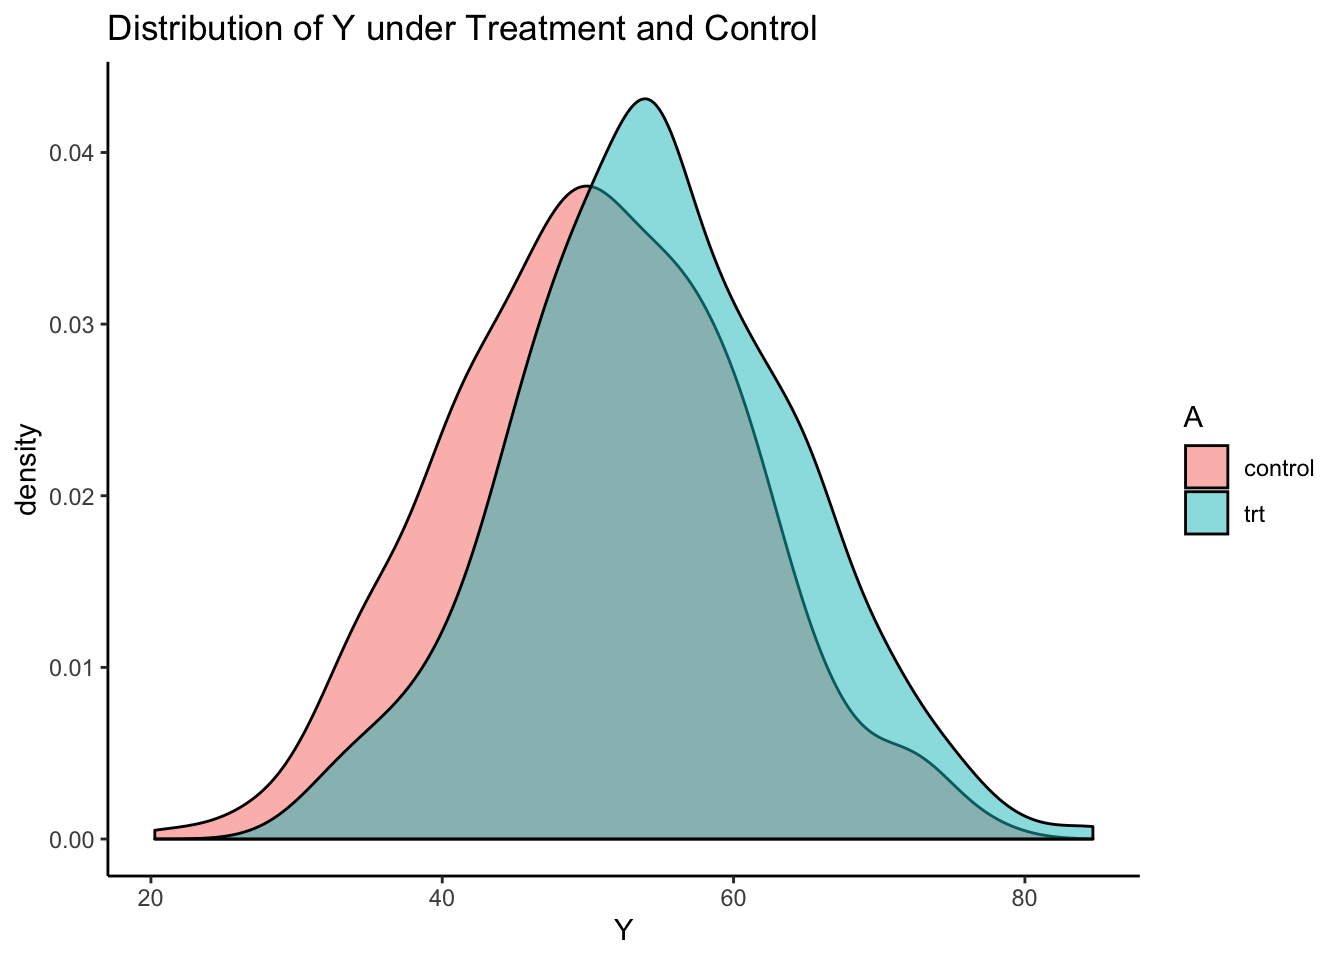 Distribution of Y under Treatment and Control
density
0.04
0.03
0.02
0.01
0.00
20 40 60 80
Y
A
control
trt